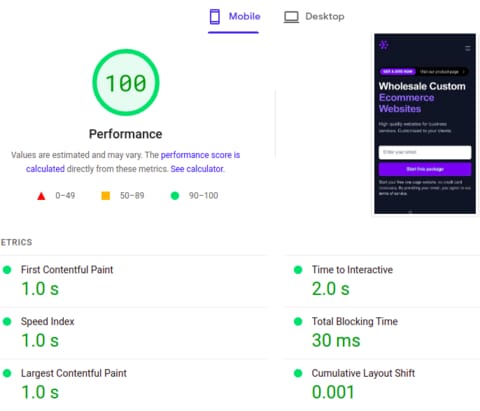 Mobile
Desktop
100
Performance
Values are estimated and may vary. The performance score is
calculated directly from these metrics. See calculator.
0–49
50–89
90–100
Wholesale Custom
Ecommerce
Websites
High quality websites for business
services. Customised to your clients.
Enter your email
Start this package
ETRICS
First Contentful Paint
1.0 s
Time to Interactive
2.0 s
Speed Index
1.0 s
Total Blocking Time
30 ms
Largest Contentful Paint
1.0 s
Cumulative Layout Shift
0.001